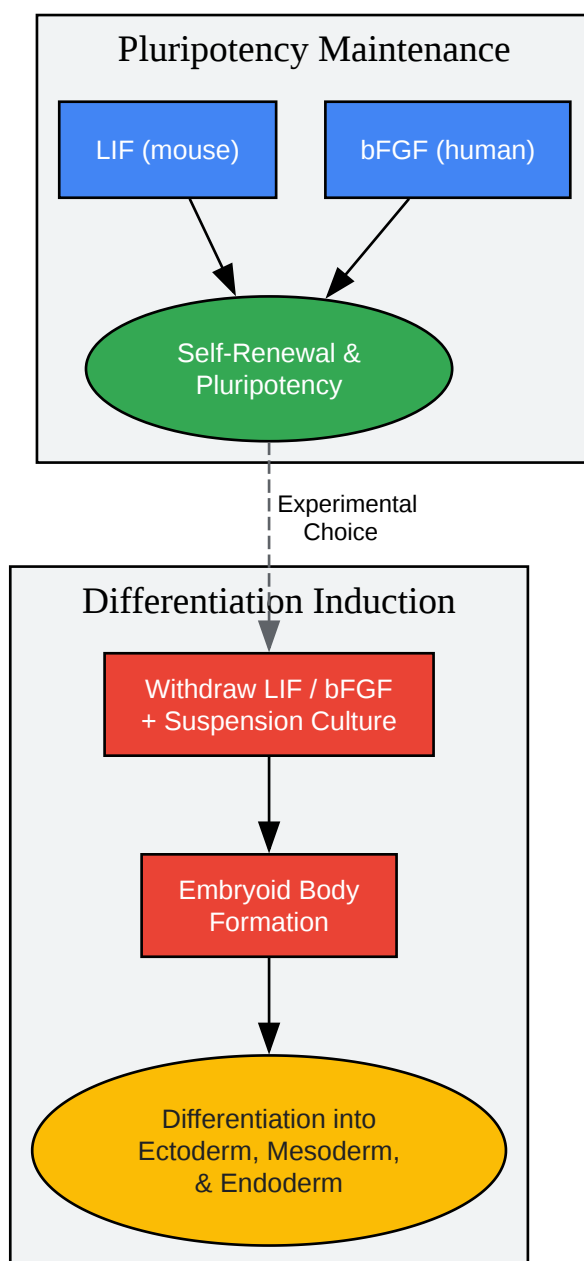 Pluripotency Maintenance
LIF (mouse)
bFGF (human)
Self-Renewal &
Pluripotency
Experimental
Choice
Differentiation Induction
Withdraw LIF / bFGF
+ Suspension Culture
Embryoid Body
Formation
Differentiation into
Ectoderm, Mesoderm,
& Endoderm